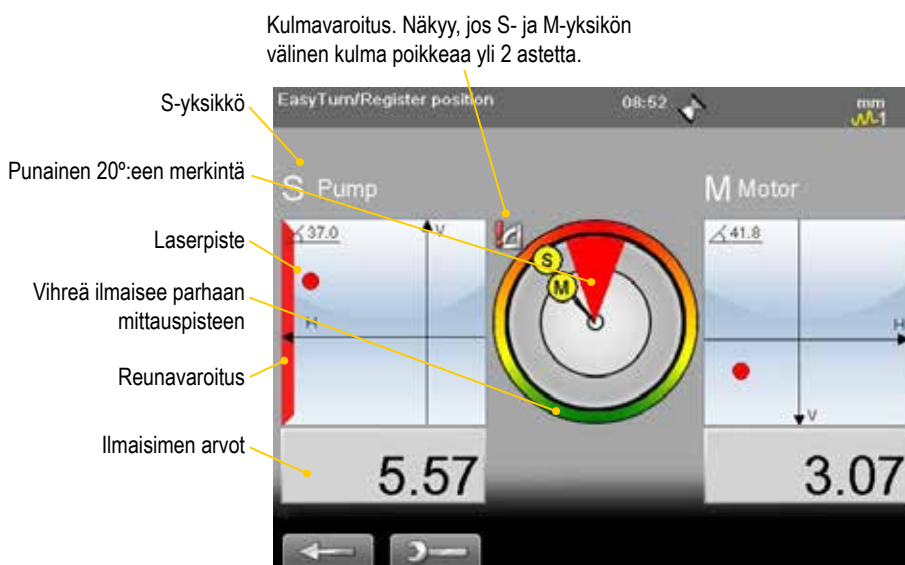 Kulmavaroitus. Näkyy, jos S- ja M-yksikön
välinen kulma poikkeaa yli 2 astetta.
S-yksikkö
Punainen 20º:een merkintä
Laserpiste
Vihreä ilmaisee parhaan
mittauspisteen
Reunavaroitus
Ilmaisimen arvot
EasyTurn/Register position
08:52
mm
1
S Pump
M Motor
37.0
V
H
S
M
41.8
H
V
5.57
3.07